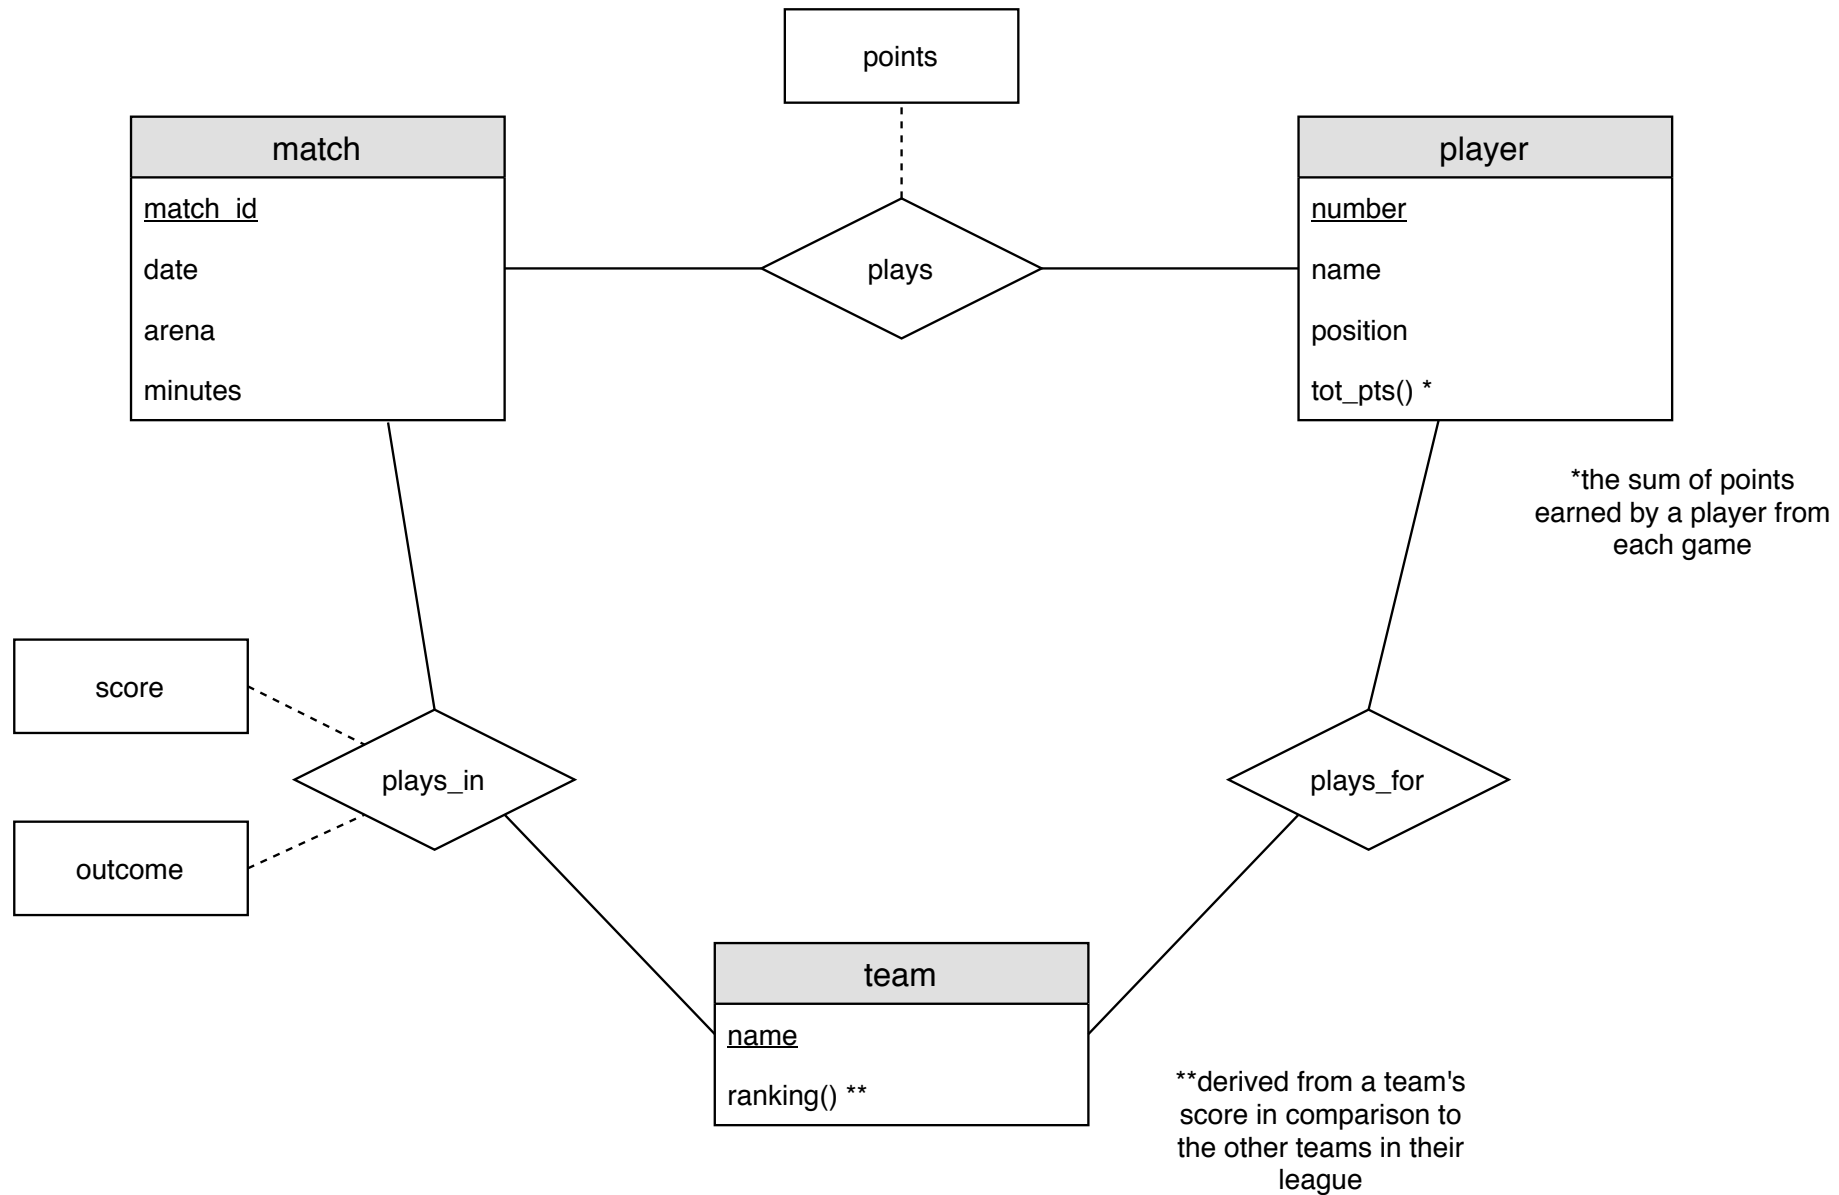 points
match
match_id
date
arena
minutes
plays
player
number
name
position
tot_pts() *
*the sum of points
earned by a player from
each game
score
outcome
plays_in
plays_for
team
name
ranking() **
**derived from a team's
score in comparison to
the other teams in their
league